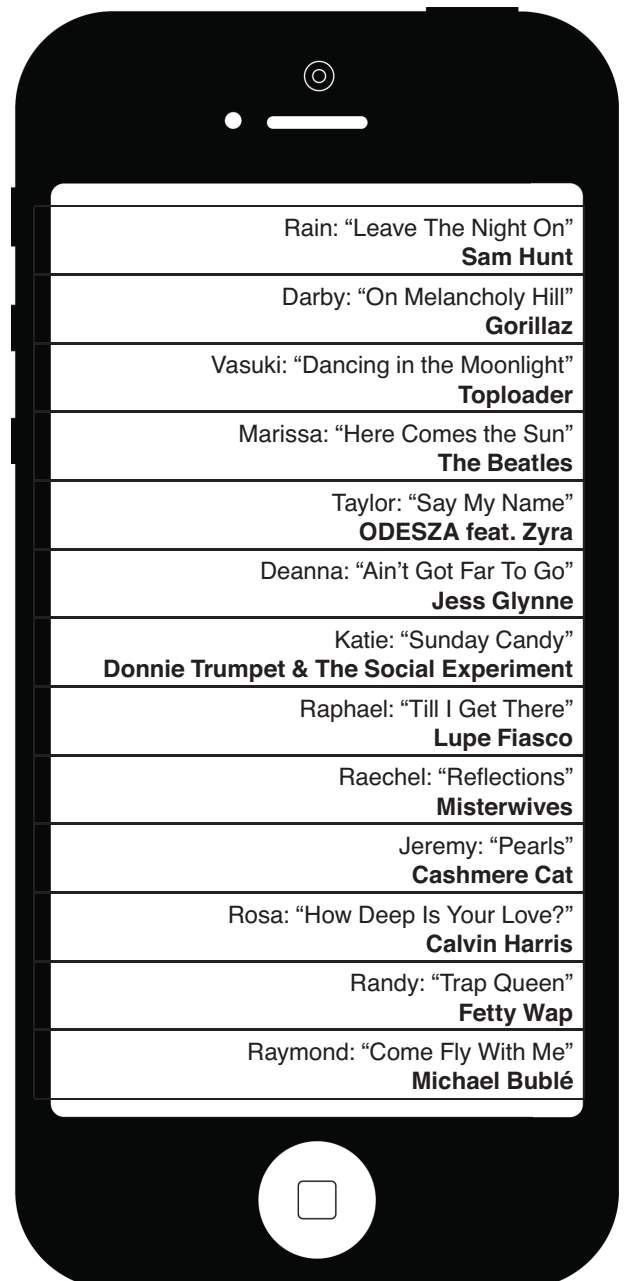 Rain: “Leave The Night On”
Sam Hunt
Darby: “On Melancholy Hill”
Gorillaz
Vasuki: “Dancing in the Moonlight”
Toploader
Marissa: “Here Comes the Sun”
The Beatles
Taylor: “Say My Name”
ODESZA feat. Zyra
Deanna: “Ain’t Got Far To Go”
Jess Glynne
Katie: “Sunday Candy”
Donnie Trumpet & The Social Experiment
Raphael: “Till I Get There”
Lupe Fiasco
Raechel: “Reflections”
Misterwives
Jeremy: “Pearls”
Cashmere Cat
Rosa: “How Deep Is Your Love?”
Calvin Harris
Randy: “Trap Queen”
Fetty Wap
Raymond: “Come Fly With Me”
Michael Bublé